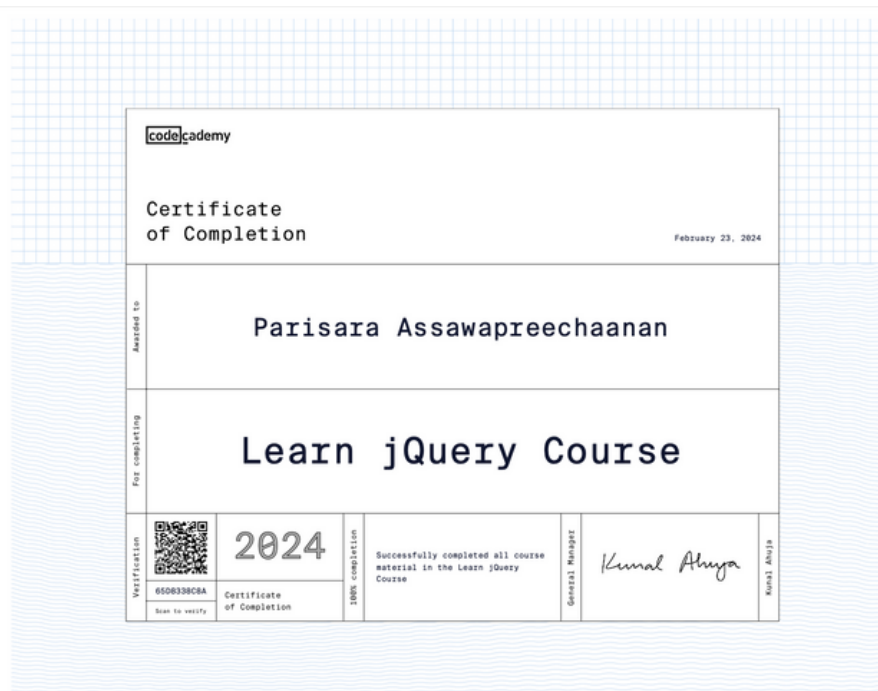 codecademy
Certificate
of Completion
February 23, 2024
Awarded to
Parisara Assawapreechaanan
For completing
Learn jQuery Course
Verification
65DB338C8A
Scan to verify
2024
Certificate
of Completion
100% completion
Successfully completed all course
material in the Learn jQuery
Course
General Manager
Kunal Ahuja
Kunal Ahuja